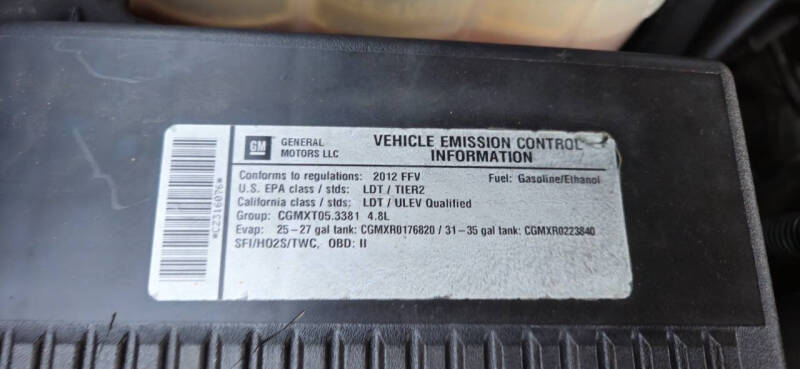 GM GENERAL MOTORS LLC
VEHICLE EMISSION CONTROL INFORMATION
Conforms to regulations: 2012 FFV Fuel: Gasoline/Ethanol
U.S. EPA class / stds: LDT / TIER2
California class / stds: LDT / ULEV Qualified
Group: CGMXT05.3381 4.8L
Evap: 25–27 gal tank: CGMXR0176820 / 31–35 gal tank: CGMXR0223840
SFI/HO2S/TWC, OBD: II
*CZ316076*